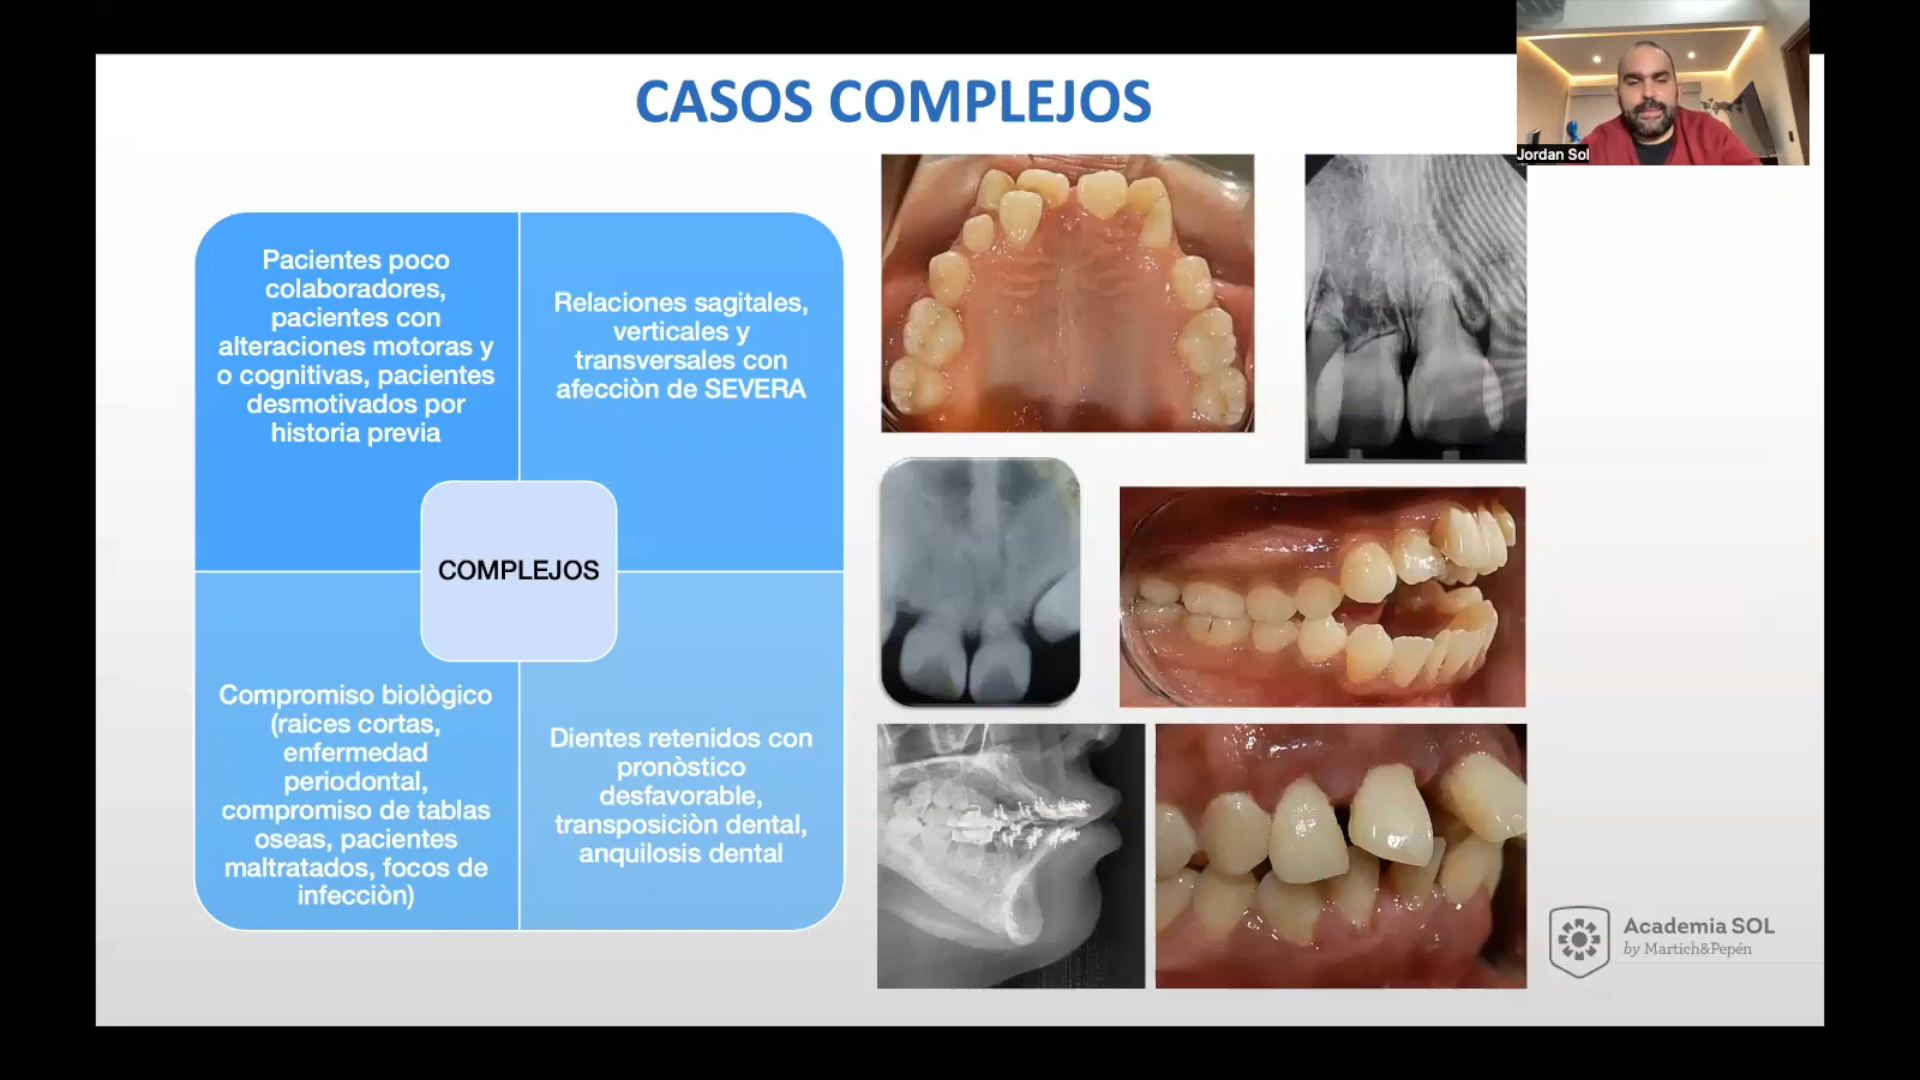 CASOS COMPLEJOS
Jordan Sol
Pacientes poco
colaboradores,
pacientes con
alteraciones motoras y
o cognitivas, pacientes
desmotivados por
historia previa
Relaciones sagitales,
verticales y
transversales con
afecciòn de SEVERA
COMPLEJOS
Compromiso biològico
(raices cortas,
enfermedad
periodontal,
compromiso de tablas
oseas, pacientes
maltratados, focos de
infecciòn)
Dientes retenidos con
pronòstico
desfavorable,
transposiciòn dental,
anquilosis dental
Academia SOL
by Martich&Pepén